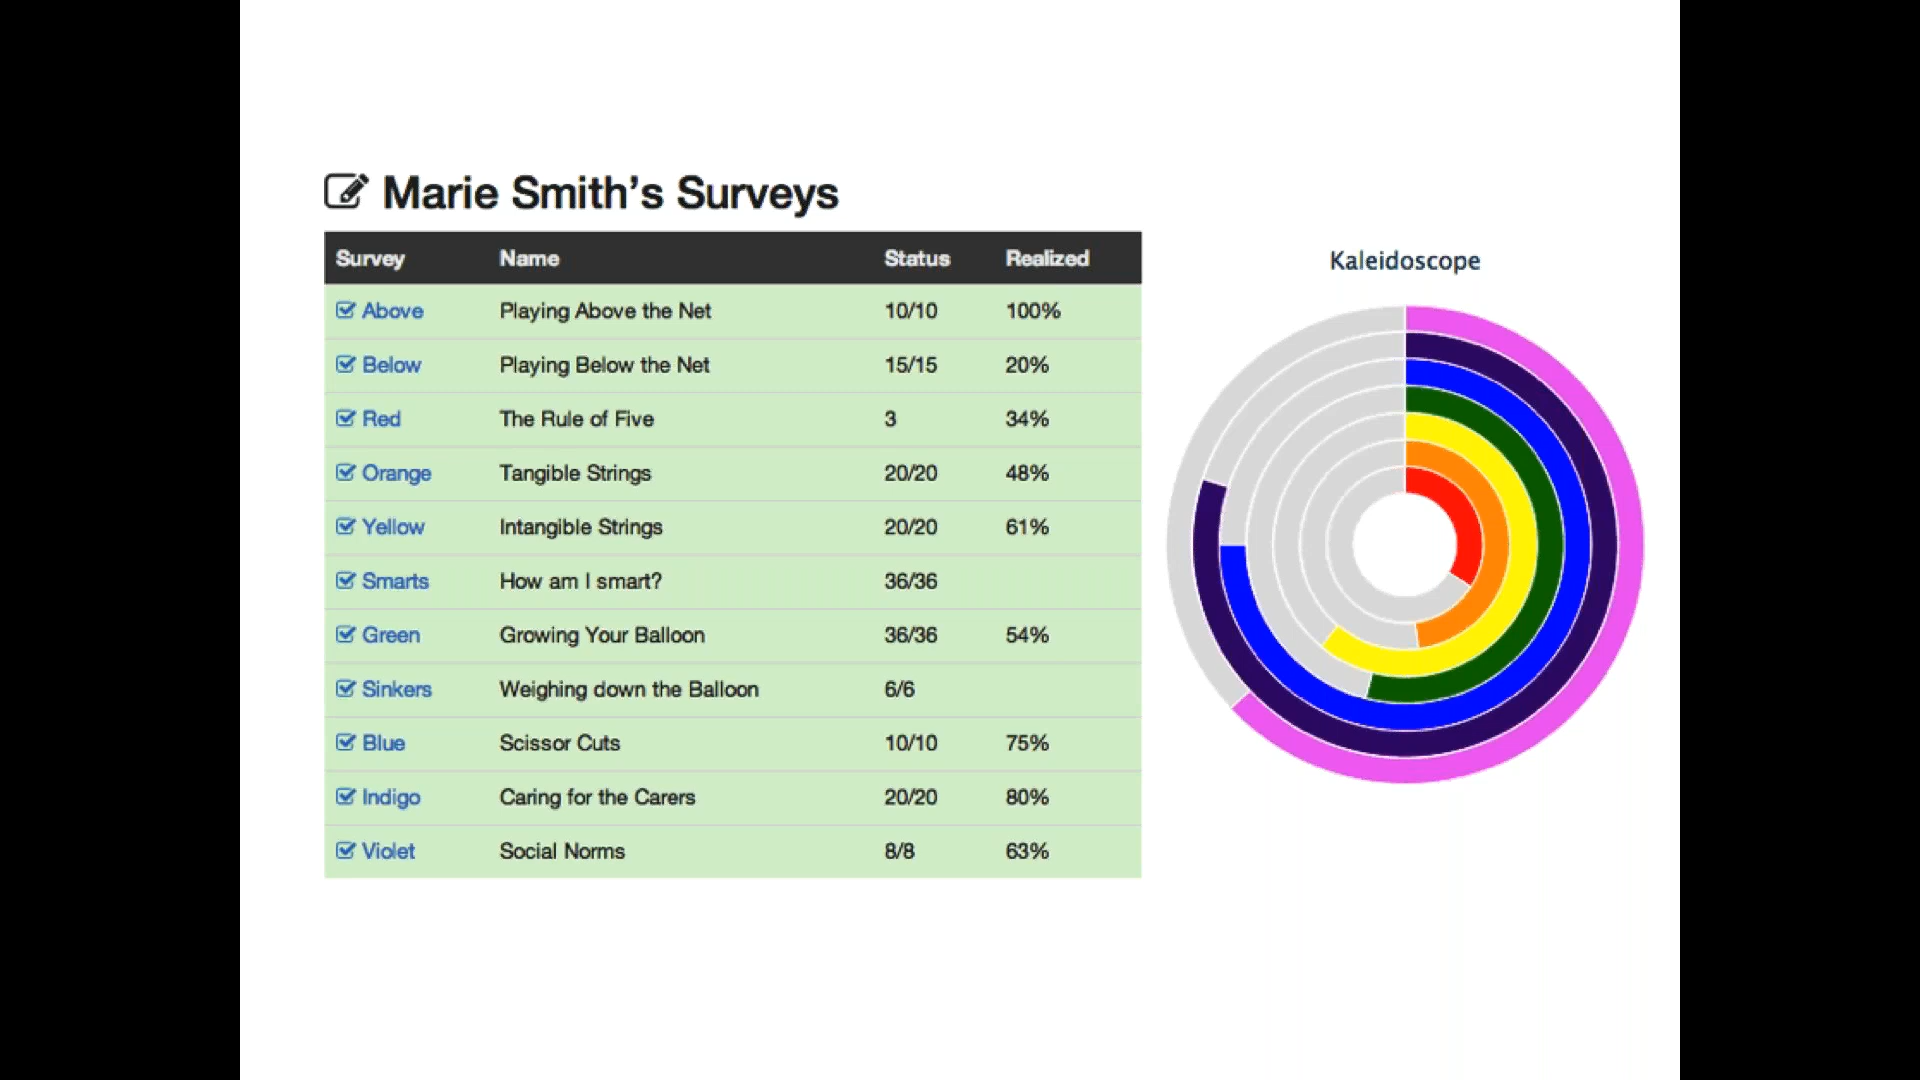 Marie Smith’s Surveys
Survey Name Status Realized
Above Playing Above the Net 10/10 100%
Below Playing Below the Net 15/15 20%
Red The Rule of Five 3 34%
Orange Tangible Strings 20/20 48%
Yellow Intangible Strings 20/20 61%
Smarts How am I smart? 36/36
Green Growing Your Balloon 36/36 54%
Sinkers Weighing down the Balloon 6/6
Blue Scissor Cuts 10/10 75%
Indigo Caring for the Carers 20/20 80%
Violet Social Norms 8/8 63%
Kaleidoscope